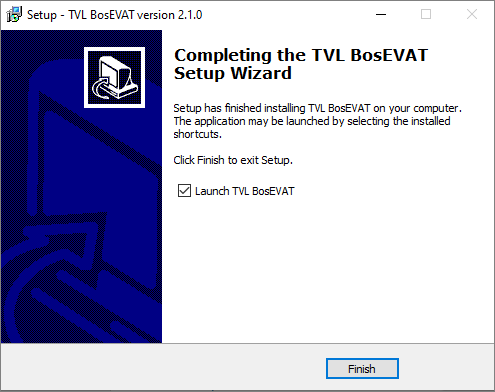 Setup - TVL BosEVAT version 2.1.0
Completing the TVL BosEVAT
Setup Wizard
Setup has finished installing TVL BosEVAT on your computer.
The application may be launched by selecting the installed
shortcuts.
Click Finish to exit Setup.
Launch TVL BosEVAT
Finish